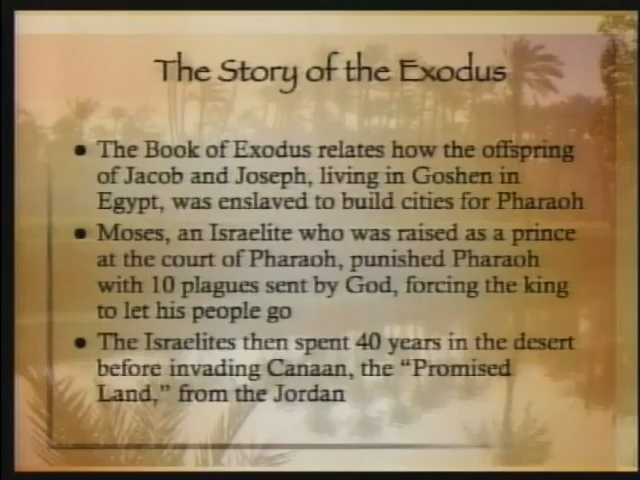 The Story of the Exodus
• The Book of Exodus relates how the offspring
of Jacob and Joseph, living in Goshen in
Egypt, was enslaved to build cities for Pharaoh
• Moses, an Israelite who was raised as a prince
at the court of Pharaoh, punished Pharaoh
with 10 plagues sent by God, forcing the king
to let his people go
• The Israelites then spent 40 years in the desert
before invading Canaan, the “Promised
Land,” from the Jordan